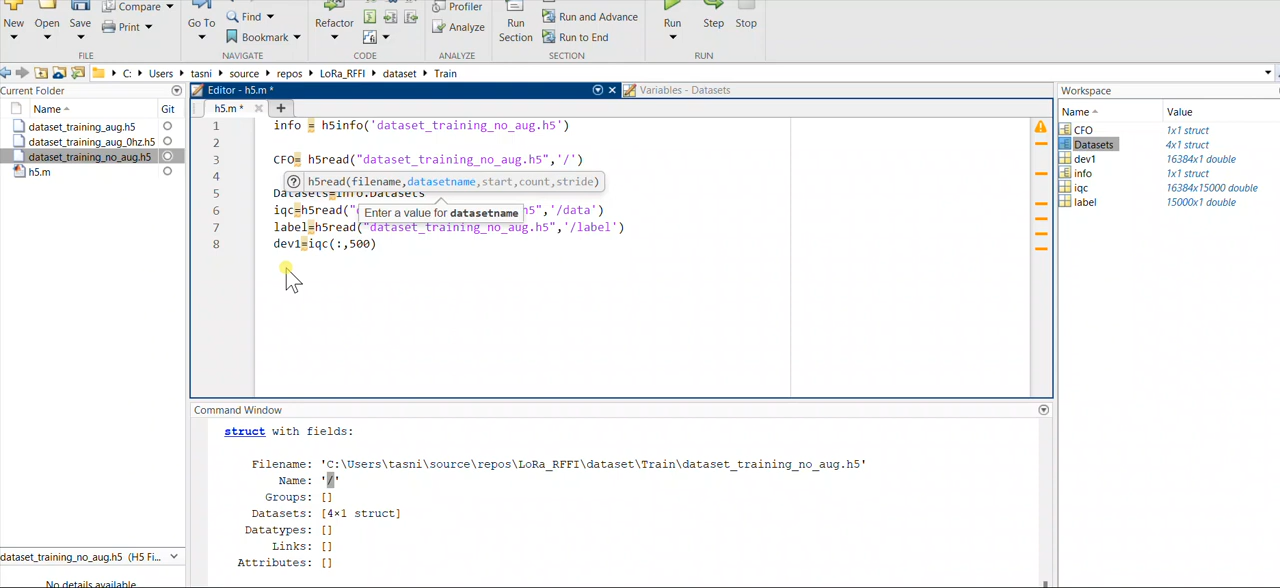 Compare
Find
Profiler
Run and Advance
New
Open
Save
Print
Go To
Bookmark
Refactor
Analyze
Run
Section
Run to End
Run
Step
Stop
FILE
NAVIGATE
CODE
ANALYZE
SECTION
RUN
C: Users tasni source repos LoRa_RFFI dataset Train
Current Folder
Name
Git
dataset_training_aug.h5
dataset_training_aug_0hz.h5
dataset_training_no_aug.h5
h5.m
Editor - h5.m *
Variables - Datasets
h5.m *
1 info = h5info('dataset_training_no_aug.h5')
2
3 CFO= h5read("dataset_training_no_aug.h5",'/')
4
h5read(filename,datasetname,start,count,stride)
5 Datasets=info.Datasets
Enter a value for datasetname
6 iqc=h5read(" h5",'/data')
7 label=h5read("dataset_training_no_aug.h5",'/label')
8 dev1=iqc(:,500)
Workspace
Name Value
CFO 1x1 struct
Datasets 4x1 struct
dev1 16384x1 double
info 1x1 struct
iqc 16384x15000 double
label 15000x1 double
Command Window
struct with fields:
Filename: 'C:\Users\tasni\source\repos\LoRa_RFFI\dataset\Train\dataset_training_no_aug.h5'
Name: '/'
Groups: []
Datasets: [4×1 struct]
Datatypes: []
Links: []
Attributes: []
dataset_training_no_aug.h5 (H5 Fi...
No details available